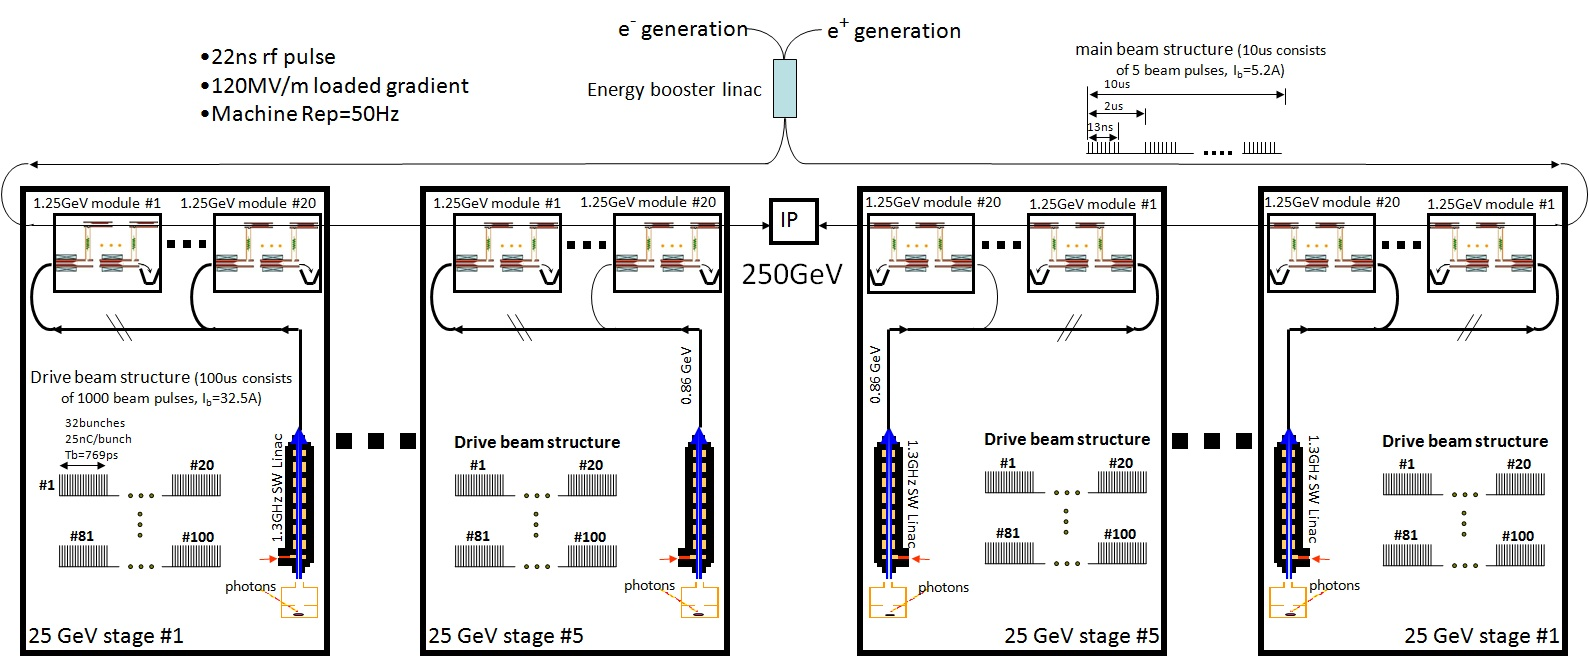 e- generation
e+ generation
•22ns rf pulse
•120MV/m loaded gradient
•Machine Rep=50Hz
Energy booster linac
main beam structure (10us consists
of 5 beam pulses, Ib=5.2A)
10us
2us
13ns
1.25GeV module #1
1.25GeV module #20
1.25GeV module #1
1.25GeV module #20
IP
250GeV
1.25GeV module #20
1.25GeV module #1
1.25GeV module #20
1.25GeV module #1
Drive beam structure (100us consists
of 1000 beam pulses, Ib=32.5A)
32bunches
25nC/bunch
Tb=769ps
#1
#20
#81
#100
1.3GHz SW Linac
photons
25 GeV stage #1
0.86 GeV
Drive beam structure
#1
#20
#81
#100
photons
25 GeV stage #5
0.86 GeV
1.3GHz SW Linac
Drive beam structure
#1
#20
#81
#100
photons
25 GeV stage #5
1.3GHz SW Linac
Drive beam structure
#1
#20
#81
#100
photons
25 GeV stage #1